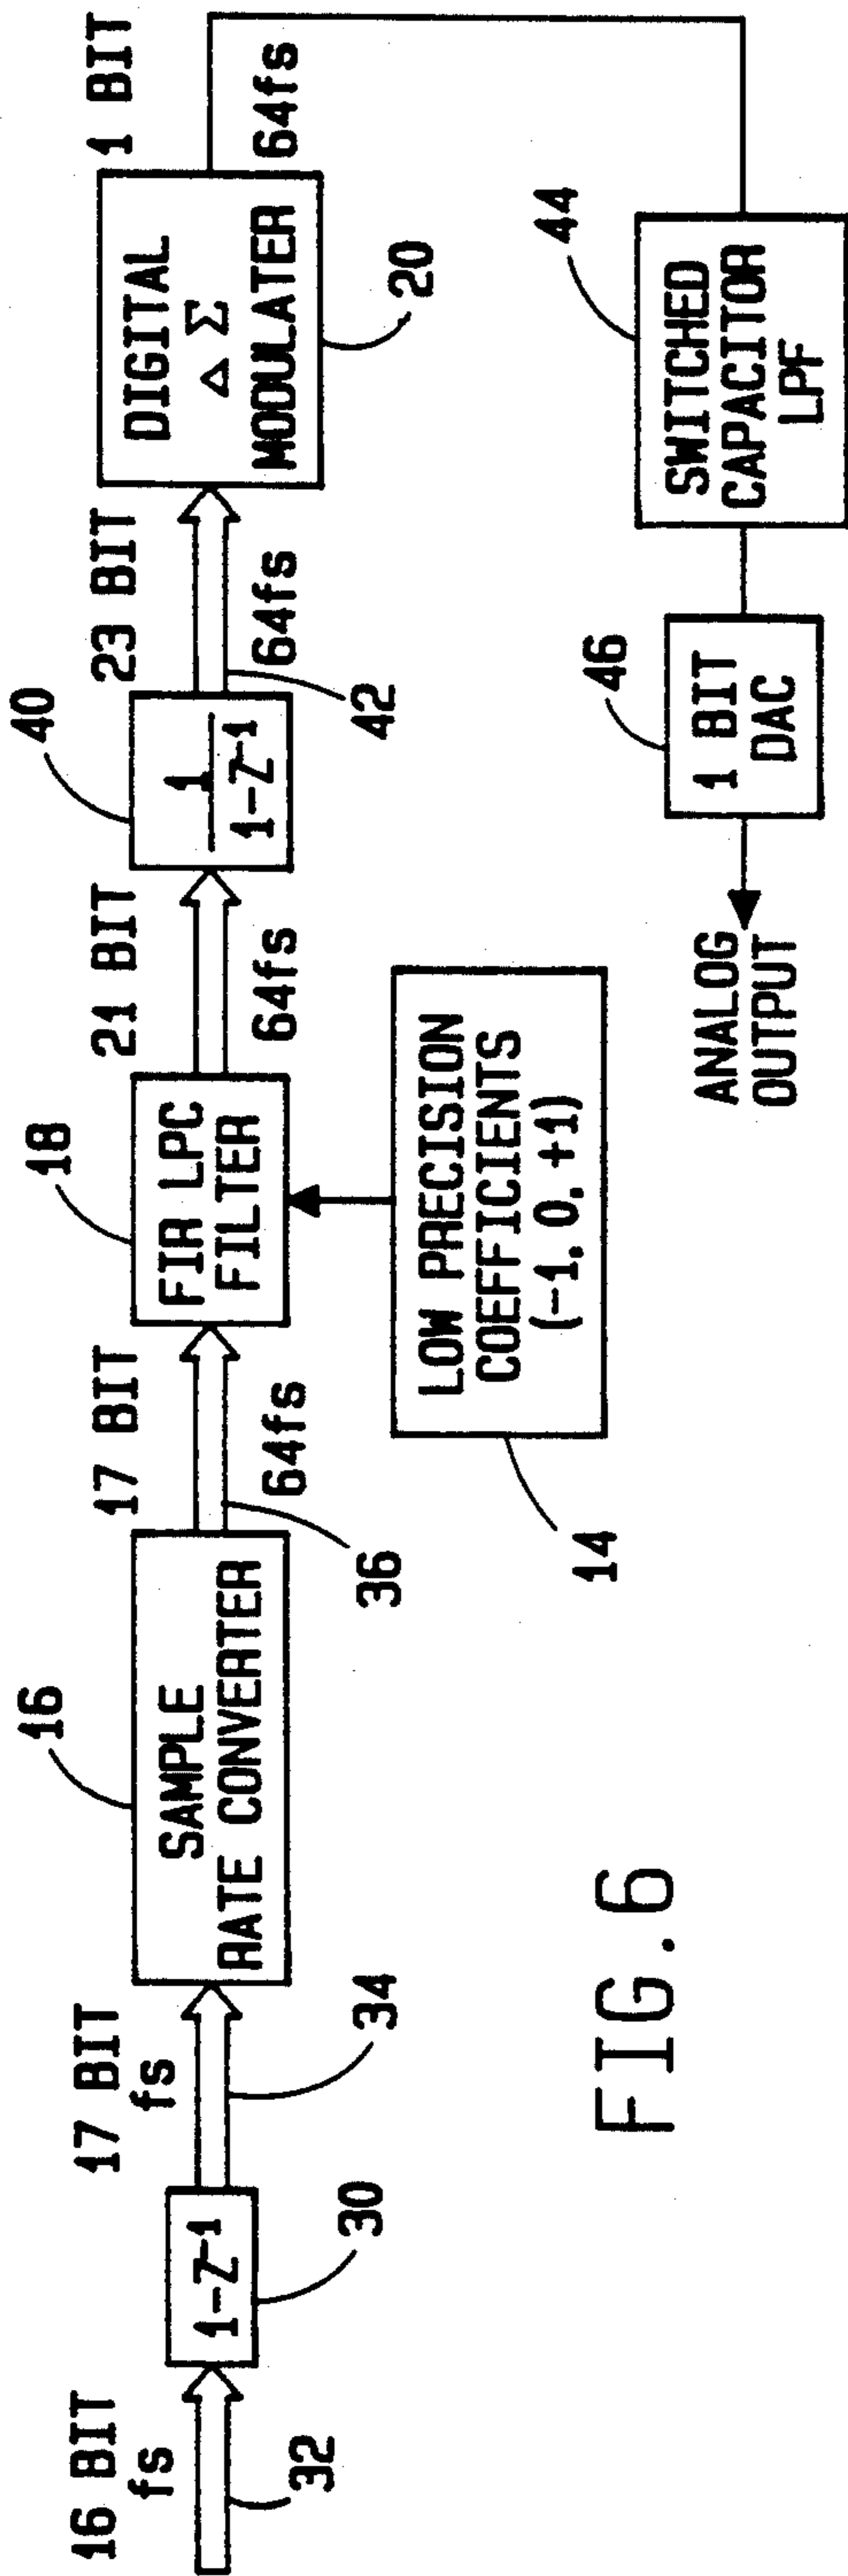 16 BIT
fs
32
1-Z-1
30
17 BIT
fs
34
16
SAMPLE
RATE CONVERTER
17 BIT
64fs
36
18
FIR LPC
FILTER
LOW PRECISION
COEFFICIENTS
(-1, 0, +1)
14
21 BIT
64fs
40
1
1-Z-1
23 BIT
64fs
42
DIGITAL
Δ Σ
MODULATER
20
1 BIT
64fs
44
SWITCHED
CAPACITOR
LPF
46
1 BIT
DAC
ANALOG
OUTPUT
FIG. 6